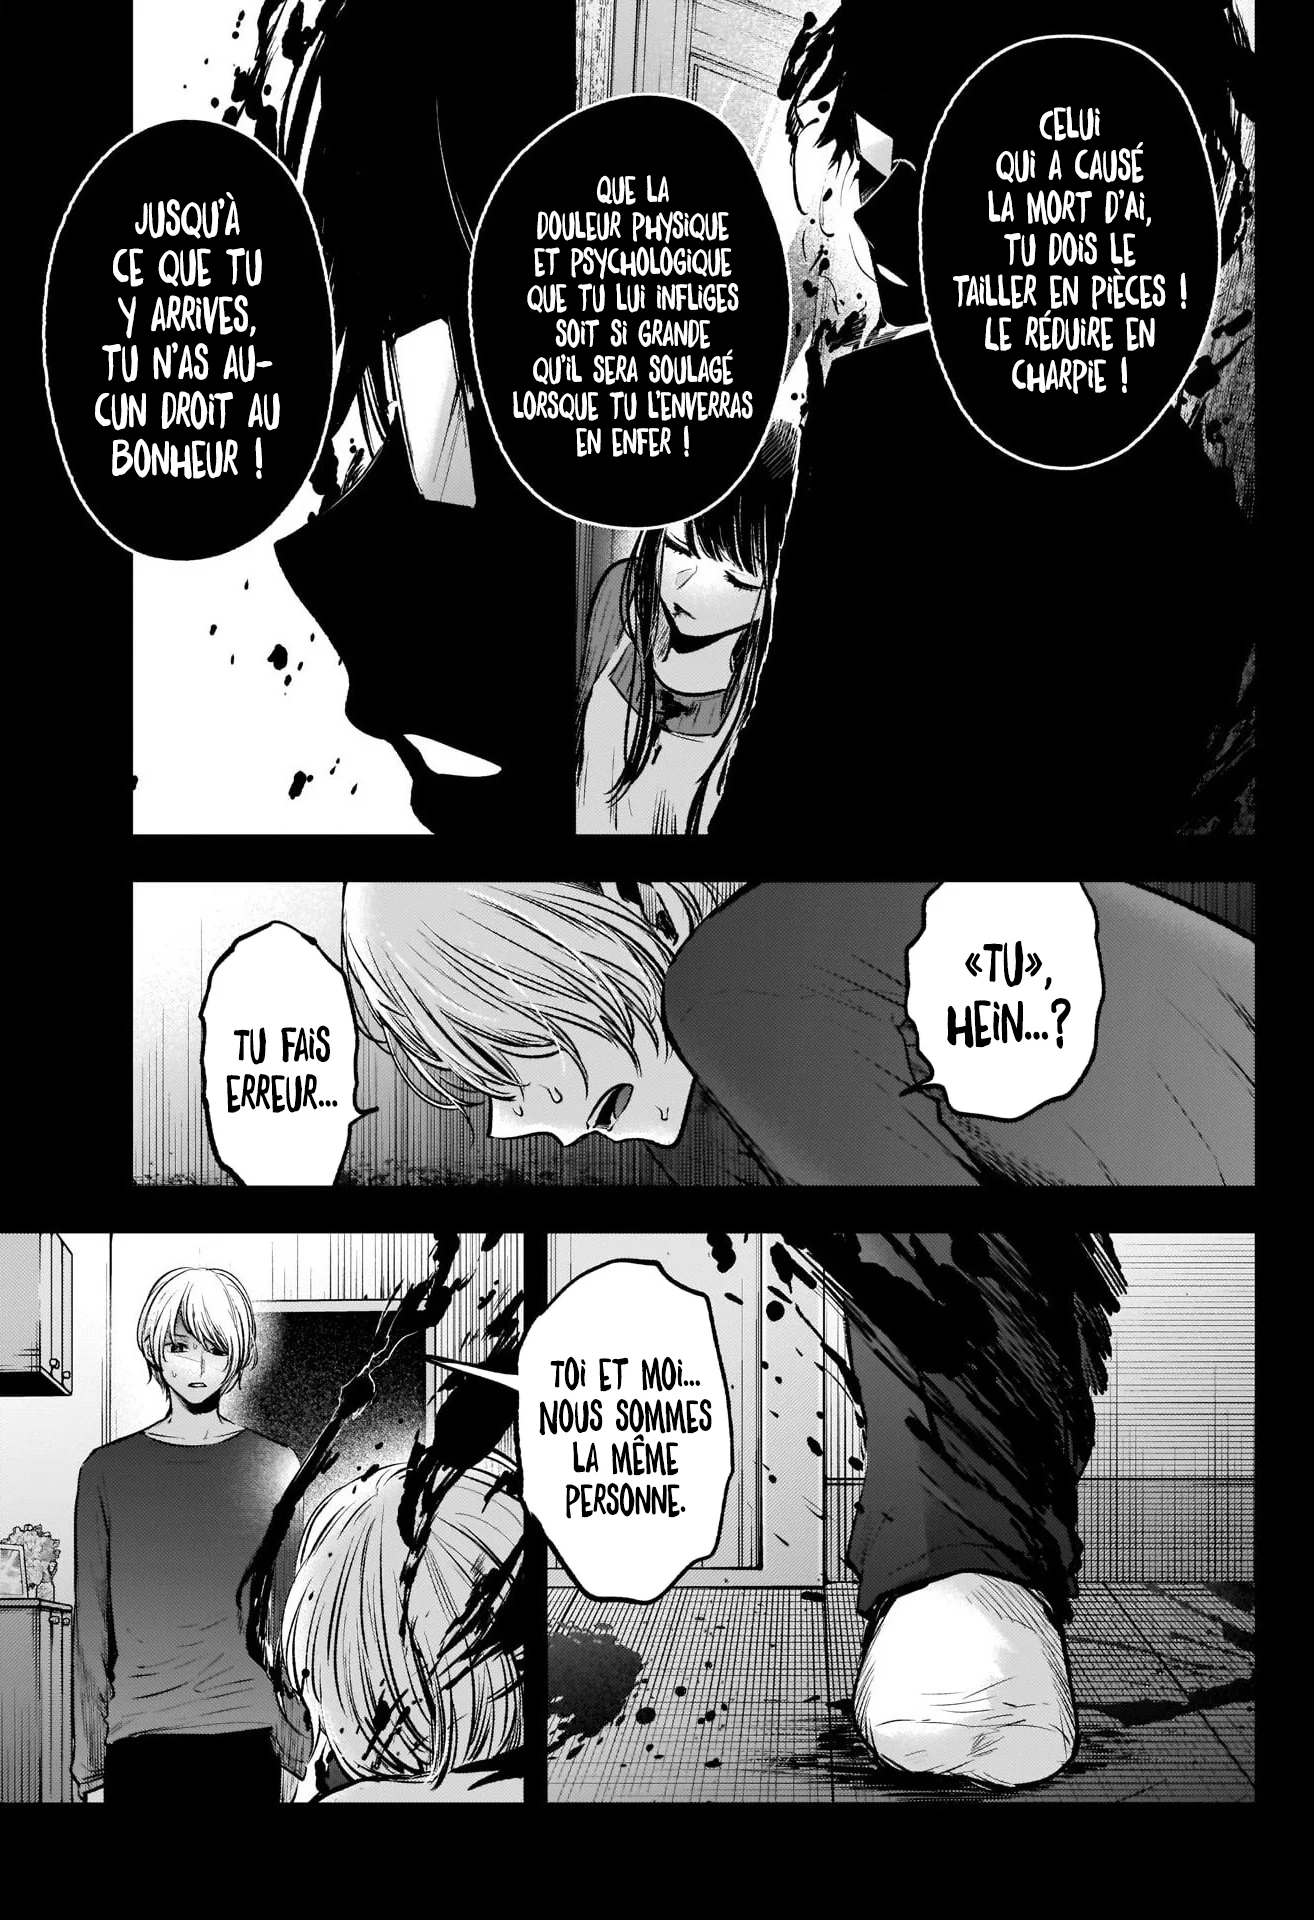 CELUI
QUI A CAUSÉ
LA MORT D'AI,
TU DOIS LE
TAILLER EN PIÈCES !
LE RÉDUIRE EN
CHARPIE !
QUE LA
DOULEUR PHYSIQUE
ET PSYCHOLOGIQUE
QUE TU LUI INFLIGES
SOIT SI GRANDE
QU'IL SERA SOULAGÉ
LORSQUE TU L'ENVERRAS
EN ENFER !
JUSQU'À
CE QUE TU
Y ARRIVES,
TU N'AS AU-
CUN DROIT AU
BONHEUR !
«TU»,
HEIN...?
TU FAIS
ERREUR...
TOI ET MOI...
NOUS SOMMES
LA MÊME
PERSONNE.